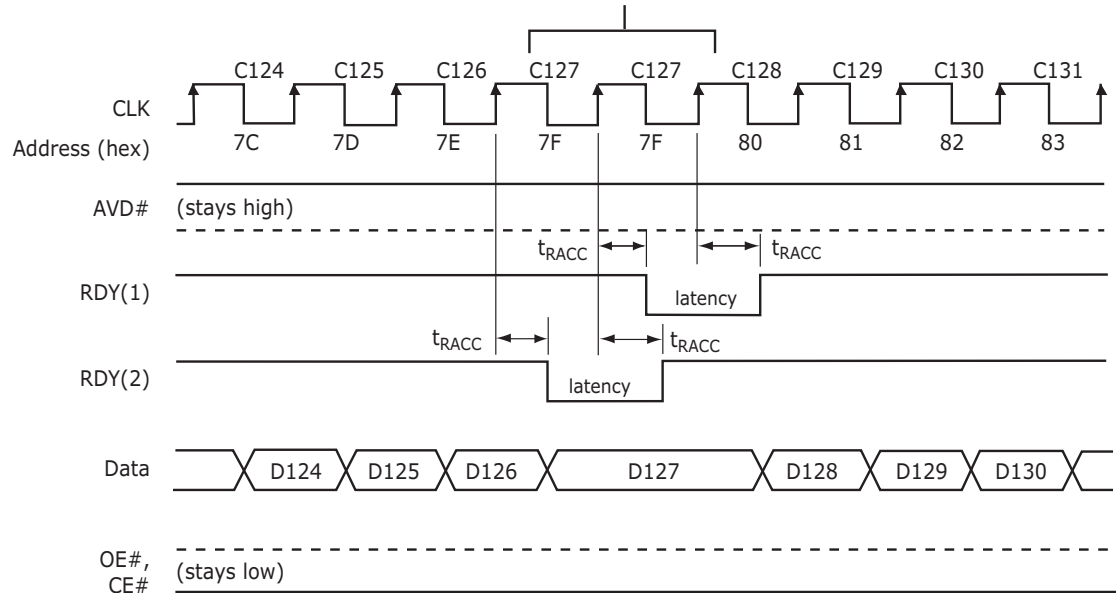 C124 C125 C126 C127 C127 C128 C129 C130 C131
CLK
Address (hex) 7C 7D 7E 7F 7F 80 81 82 83
AVD# (stays high)
tRACC tRACC
RDY(1) latency
tRACC tRACC
RDY(2) latency
Data D124 D125 D126 D127 D128 D129 D130
OE#,
CE# (stays low)